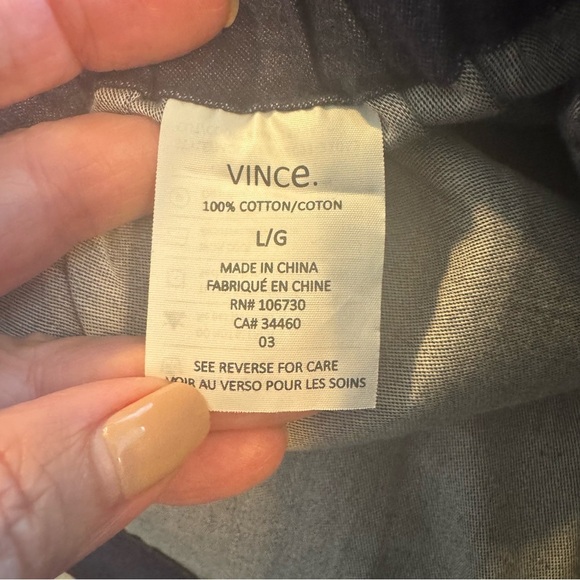 VINCe.
100% COTTON/COTON
L/G
MADE IN CHINA
FABRIQUÉ EN CHINE
RN# 106730
CA# 34460
03
SEE REVERSE FOR CARE
VOIR AU VERSO POUR LES SOINS